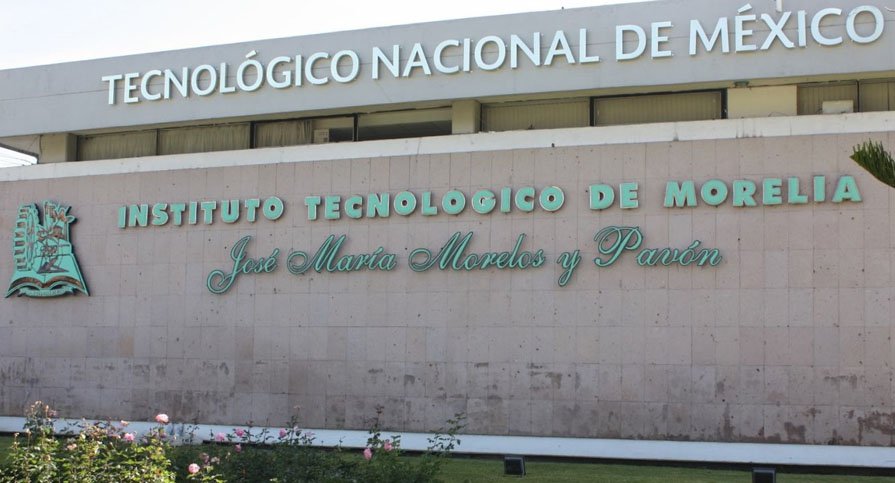 TECNOLÓGICO NACIONAL DE MÉXICO
INSTITUTO TECNOLOGICO DE MORELIA
José María Morelos y Pavón